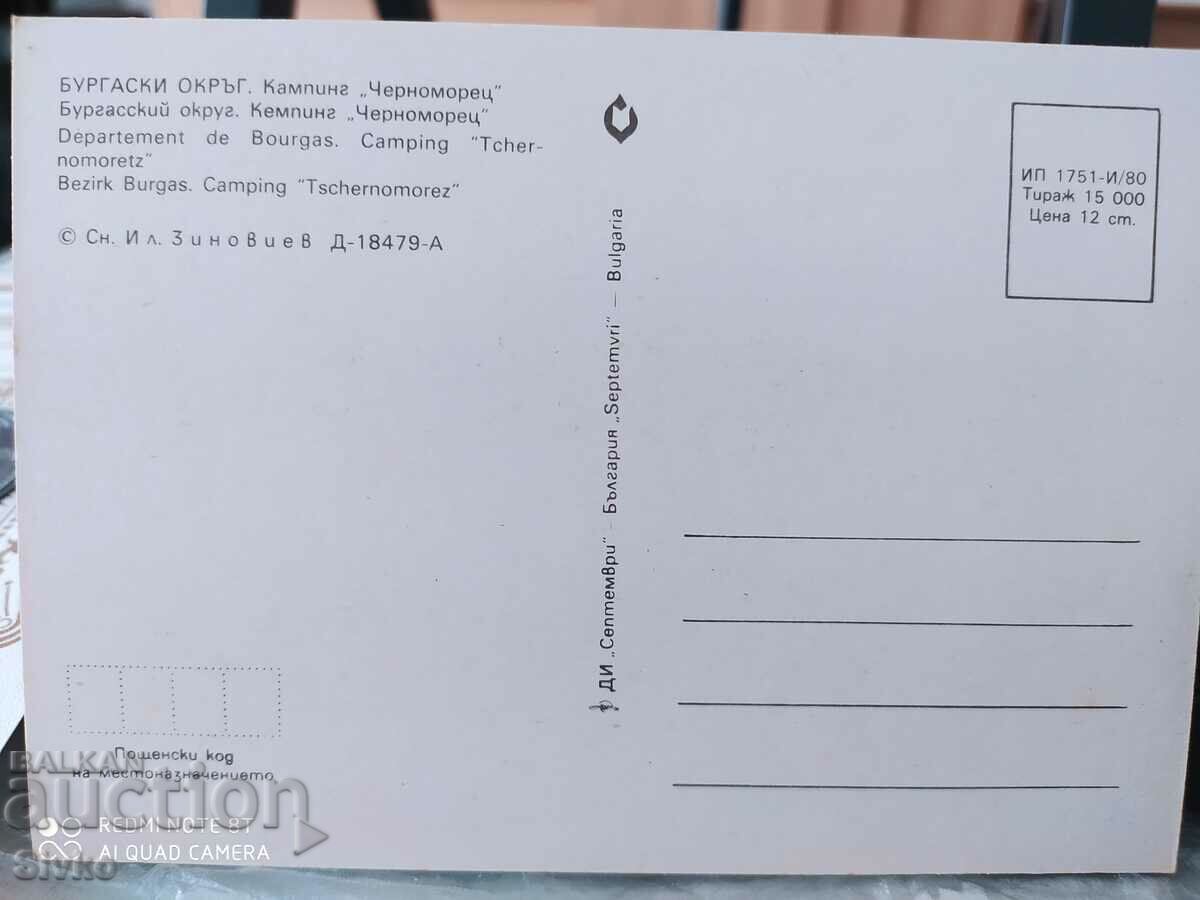 БУРГАСКИ ОКРЪГ. Кампинг „Черноморец"
Бургасский округ. Кемпинг „Черноморец"
Departement de Bourgas. Camping "Tcher-
nomoretz"
Bezirk Burgas. Camping "Tschernomorez"
© Сн. Ил. Зиновиев Д-18479-А
ДИ „Септември" - България „Septemvri" — Bulgaria
ИП 1751-И/80
Тираж 15 000
Цена 12 ст.
Пощенски код
на местоназначението
BALKAN
auction
REDMI NOTE 8T
AI QUAD CAMERA
Sivko